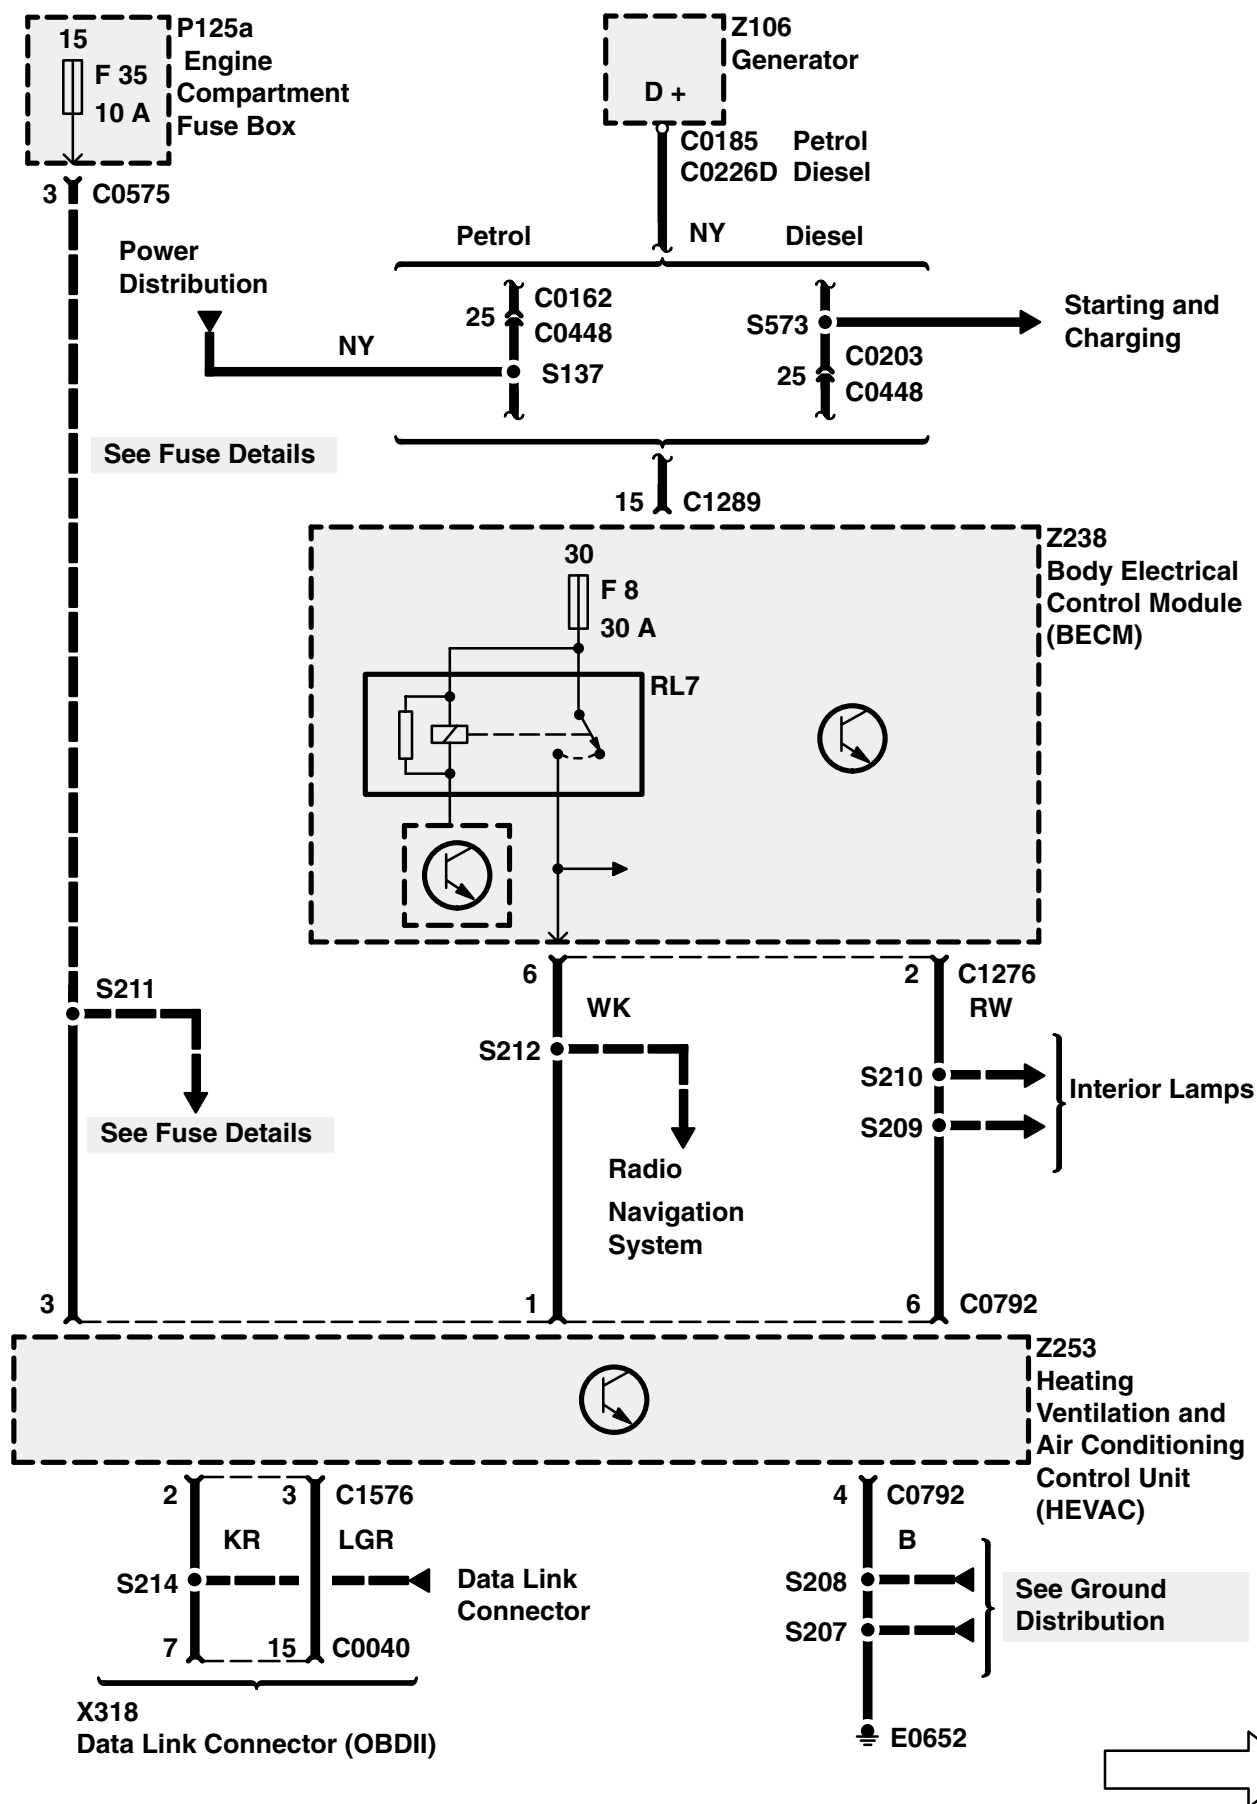 P125a
Engine
Compartment
Fuse Box
15
F 35
10 A
3 C0575
Z106
Generator
D +
C0185 Petrol
C0226D Diesel
NY
Petrol
Diesel
Power
Distribution
NY
25
C0162
C0448
S137
S573
25
C0203
C0448
Starting and
Charging
See Fuse Details
15 C1289
Z238
Body Electrical
Control Module
(BECM)
30
F 8
30 A
RL7
6
2 C1276
WK
RW
S211
S212
S210
S209
Interior Lamps
See Fuse Details
Radio
Navigation
System
3
1
6 C0792
Z253
Heating
Ventilation and
Air Conditioning
Control Unit
(HEVAC)
2
3 C1576
KR
LGR
S214
Data Link
Connector
7
15 C0040
X318
Data Link Connector (OBDII)
4 C0792
B
S208
S207
See Ground
Distribution
E0652